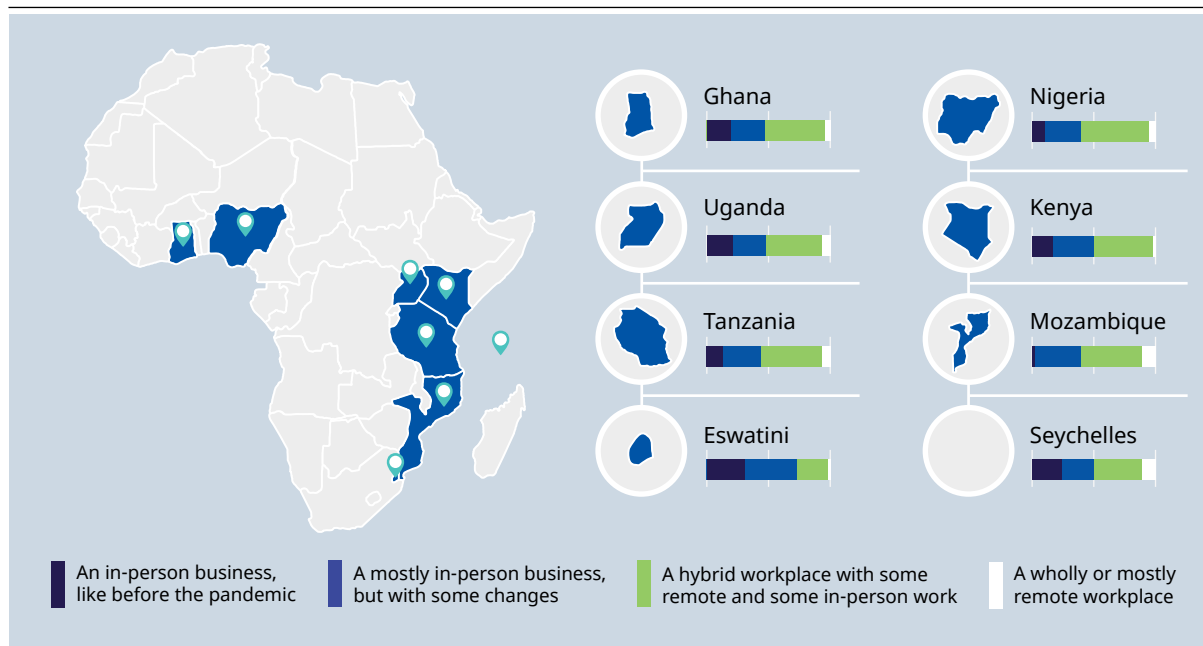 Ghana
Nigeria
Uganda
Kenya
Tanzania
Mozambique
Eswatini
Seychelles
An in-person business,
like before the pandemic
A mostly in-person business,
but with some changes
A hybrid workplace with some
remote and some in-person work
A wholly or mostly
remote workplace